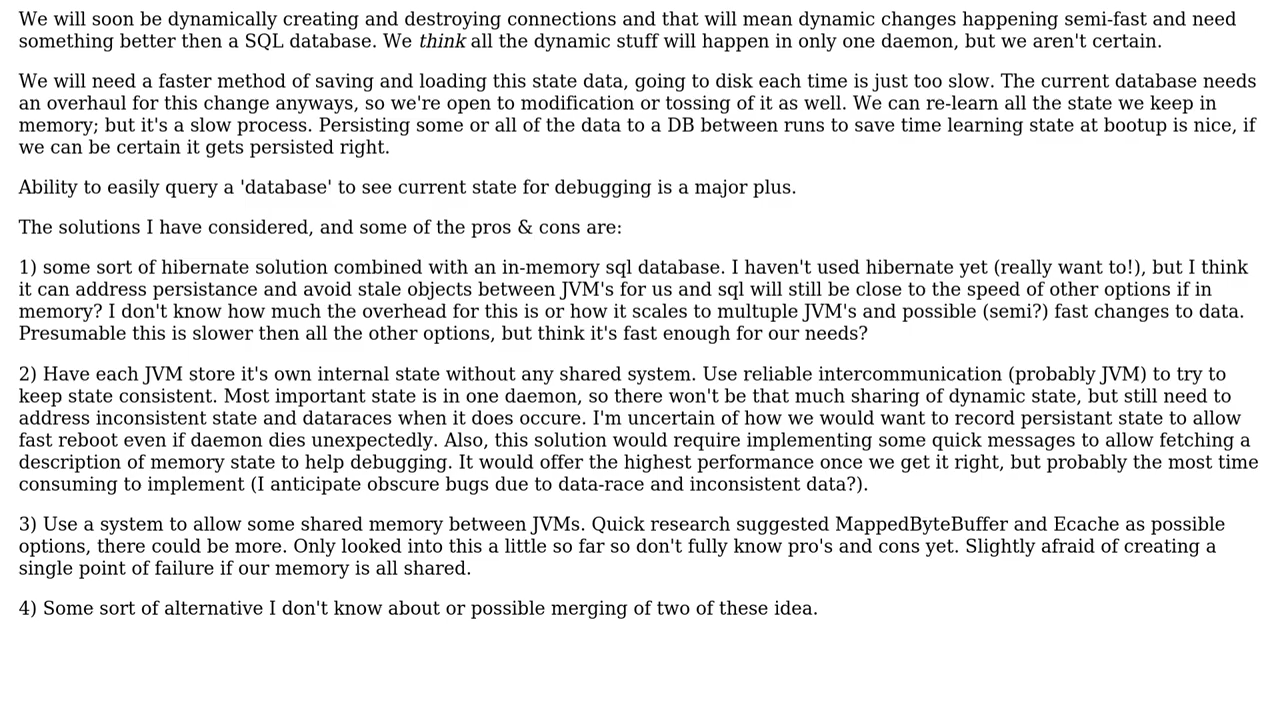 We will soon be dynamically creating and destroying connections and that will mean dynamic changes happening semi-fast and need
something better then a SQL database. We think all the dynamic stuff will happen in only one daemon, but we aren't certain.
We will need a faster method of saving and loading this state data, going to disk each time is just too slow. The current database needs
an overhaul for this change anyways, so we're open to modification or tossing of it as well. We can re-learn all the state we keep in
memory; but it's a slow process. Persisting some or all of the data to a DB between runs to save time learning state at bootup is nice, if
we can be certain it gets persisted right.
Ability to easily query a 'database' to see current state for debugging is a major plus.
The solutions I have considered, and some of the pros & cons are:
1) some sort of hibernate solution combined with an in-memory sql database. I haven't used hibernate yet (really want to!), but I think
it can address persistance and avoid stale objects between JVM's for us and sql will still be close to the speed of other options if in
memory? I don't know how much the overhead for this is or how it scales to multuple JVM's and possible (semi?) fast changes to data.
Presumable this is slower then all the other options, but think it's fast enough for our needs?
2) Have each JVM store it's own internal state without any shared system. Use reliable intercommunication (probably JVM) to try to
keep state consistent. Most important state is in one daemon, so there won't be that much sharing of dynamic state, but still need to
address inconsistent state and dataraces when it does occure. I'm uncertain of how we would want to record persistant state to allow
fast reboot even if daemon dies unexpectedly. Also, this solution would require implementing some quick messages to allow fetching a
description of memory state to help debugging. It would offer the highest performance once we get it right, but probably the most time
consuming to implement (I anticipate obscure bugs due to data-race and inconsistent data?).
3) Use a system to allow some shared memory between JVMs. Quick research suggested MappedByteBuffer and Ecache as possible
options, there could be more. Only looked into this a little so far so don't fully know pro's and cons yet. Slightly afraid of creating a
single point of failure if our memory is all shared.
4) Some sort of alternative I don't know about or possible merging of two of these idea.